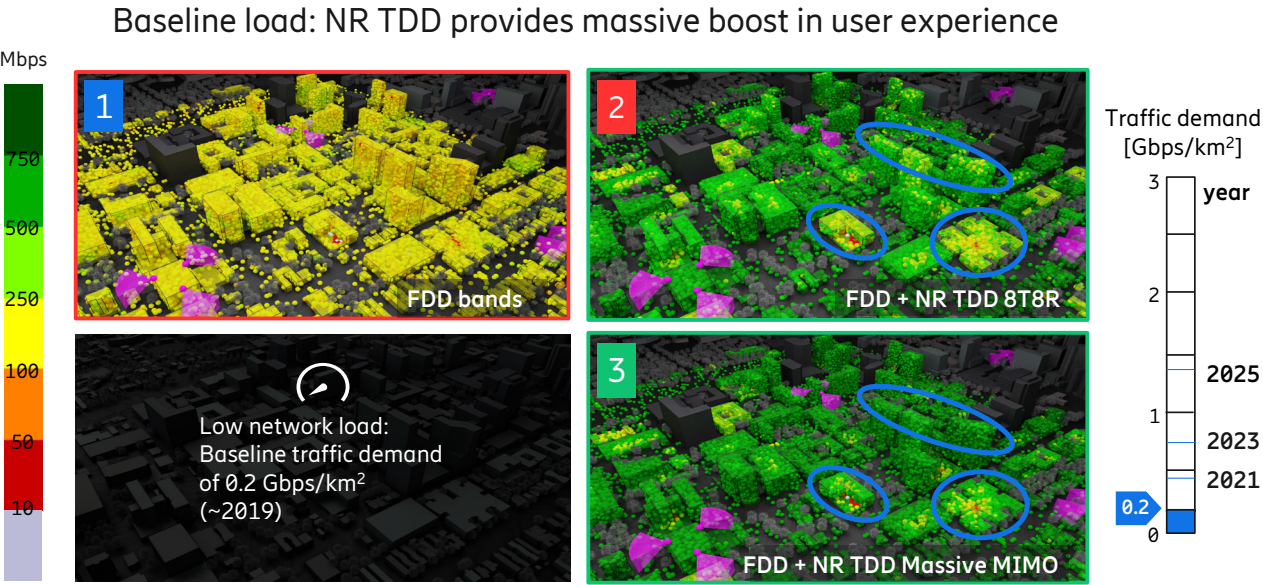 Baseline load: NR TDD provides massive boost in user experience
Mbps
750
500
250
100
50
10
1
FDD bands
2
FDD + NR TDD 8T8R
Low network load:
Baseline traffic demand
of 0.2 Gbps/km²
(~2019)
3
FDD + NR TDD Massive MIMO
Traffic demand
[Gbps/km²]
3
year
2
2025
1
2023
2021
0.2
0